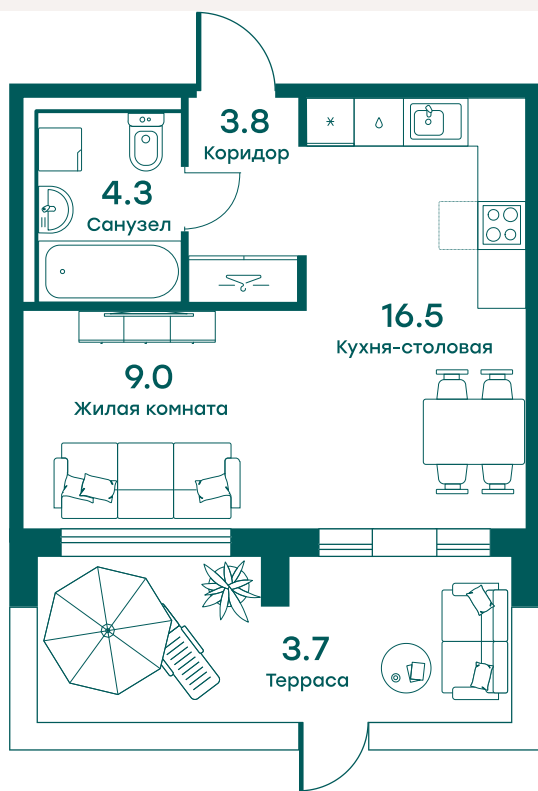 3.8
Коридор
4.3
Санузел
16.5
Кухня-столовая
9.0
Жилая комната
3.7
Терраса